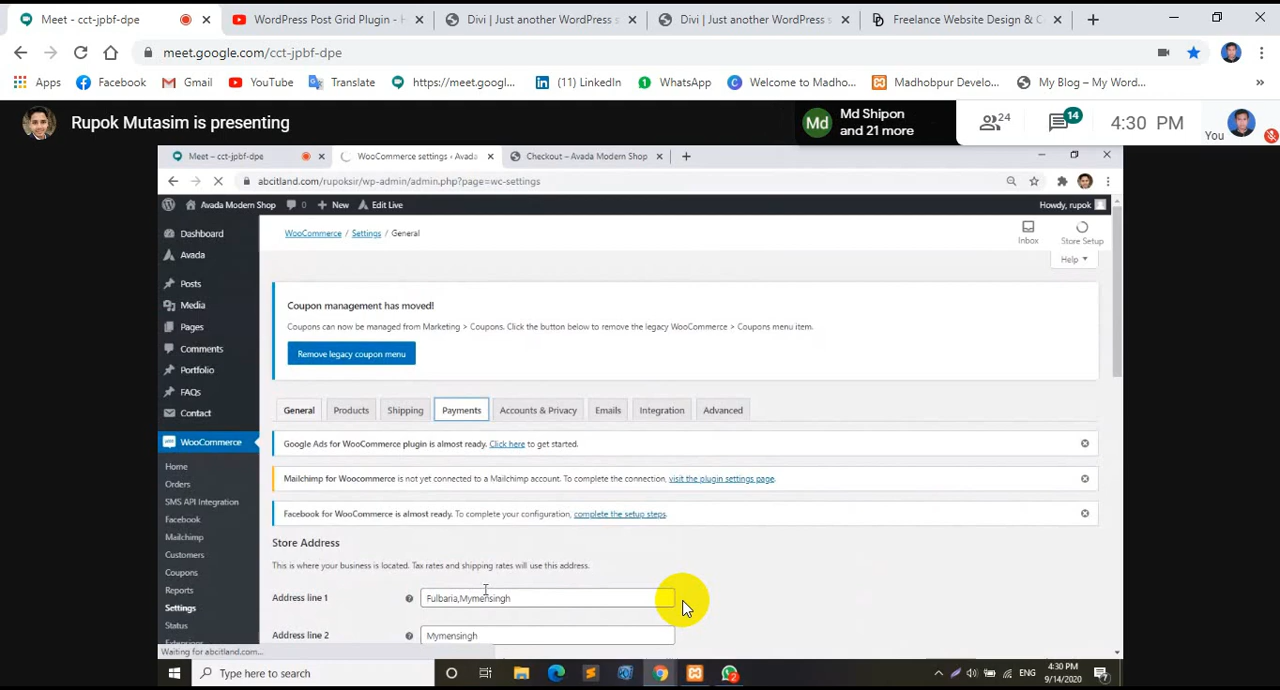 Meet - cct-jpbf-dpe
WordPress Post Grid Plugin - H
Divi | Just another WordPress s
Divi | Just another WordPress s
Freelance Website Design & C
meet.google.com/cct-jpbf-dpe
Apps
Facebook
Gmail
YouTube
Translate
https://meet.googl...
(11) LinkedIn
WhatsApp
Welcome to Madho...
Madhobpur Develo...
My Blog – My Word...
Rupok Mutasim is presenting
Md
Md Shipon
and 21 more
24
14
4:30 PM
You
Meet – cct-jpbf-dpe
WooCommerce settings ‹ Avada
Checkout – Avada Modern Shop
abcitland.com/rupoksir/wp-admin/admin.php?page=wc-settings
Avada Modern Shop
0
New
Edit Live
Howdy, rupok
Dashboard
Avada
Posts
Media
Pages
Comments
Portfolio
FAQs
Contact
WooCommerce
Home
Orders
SMS API Integration
Facebook
Mailchimp
Customers
Coupons
Reports
Settings
Status
Extensions
WooCommerce / Settings / General
Inbox
Store Setup
Help
Coupon management has moved!
Coupons can now be managed from Marketing > Coupons. Click the button below to remove the legacy WooCommerce > Coupons menu item.
Remove legacy coupon menu
General
Products
Shipping
Payments
Accounts & Privacy
Emails
Integration
Advanced
Google Ads for WooCommerce plugin is almost ready. Click here to get started.
Mailchimp for Woocommerce is not yet connected to a Mailchimp account. To complete the connection, visit the plugin settings page.
Facebook for WooCommerce is almost ready. To complete your configuration, complete the setup steps.
Store Address
This is where your business is located. Tax rates and shipping rates will use this address.
Address line 1
Fulbaria,Mymensingh
Address line 2
Mymensingh
Waiting for abcitland.com...
Type here to search
2
ENG
4:30 PM
9/14/2020
7